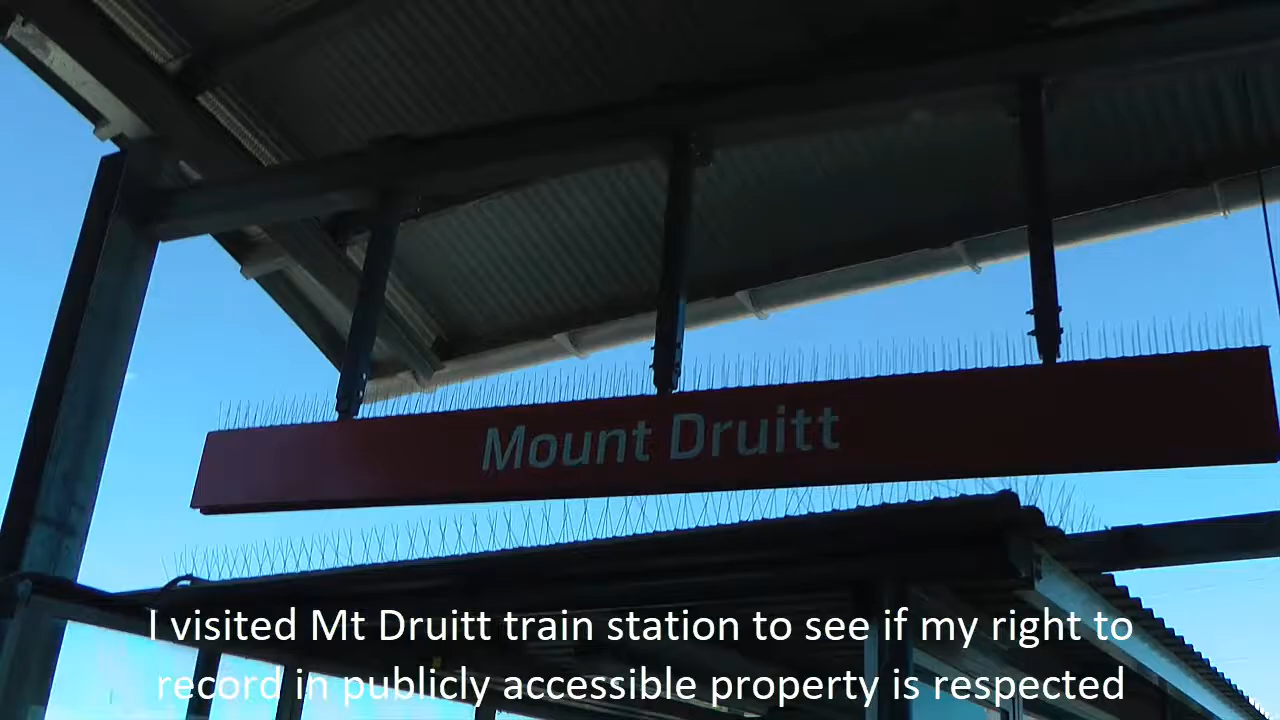 Mount Druitt
I visited Mt Druitt train station to see if my right to
record in publicly accessible property is respected